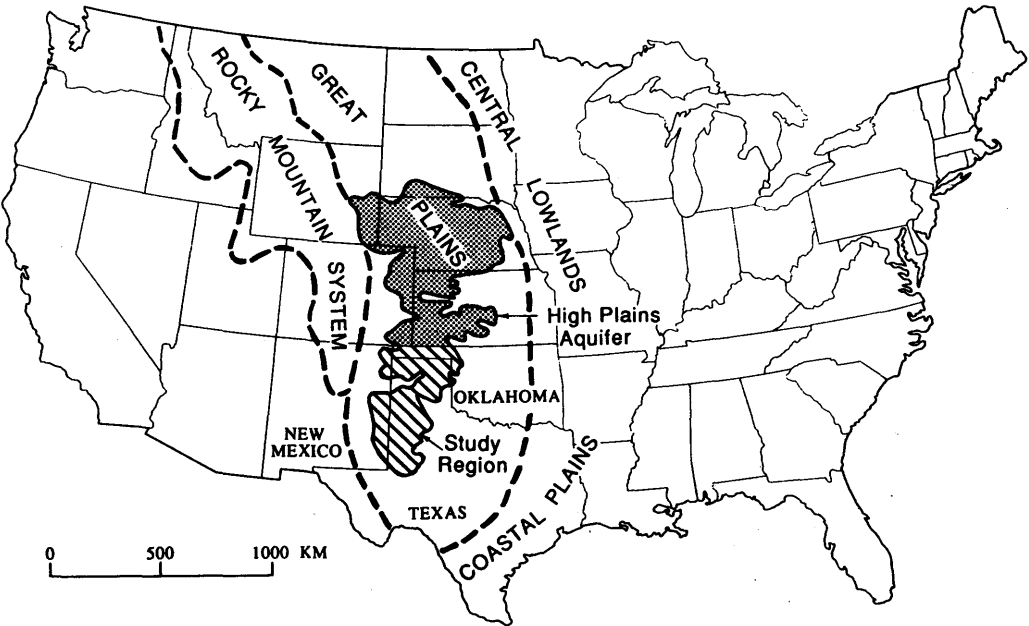 ROCKY
MOUNTAIN
SYSTEM
GREAT
PLAINS
CENTRAL
LOWLANDS
High Plains
Aquifer
OKLAHOMA
NEW
MEXICO
Study
Region
TEXAS
COASTAL PLAINS
0 500 1000 KM